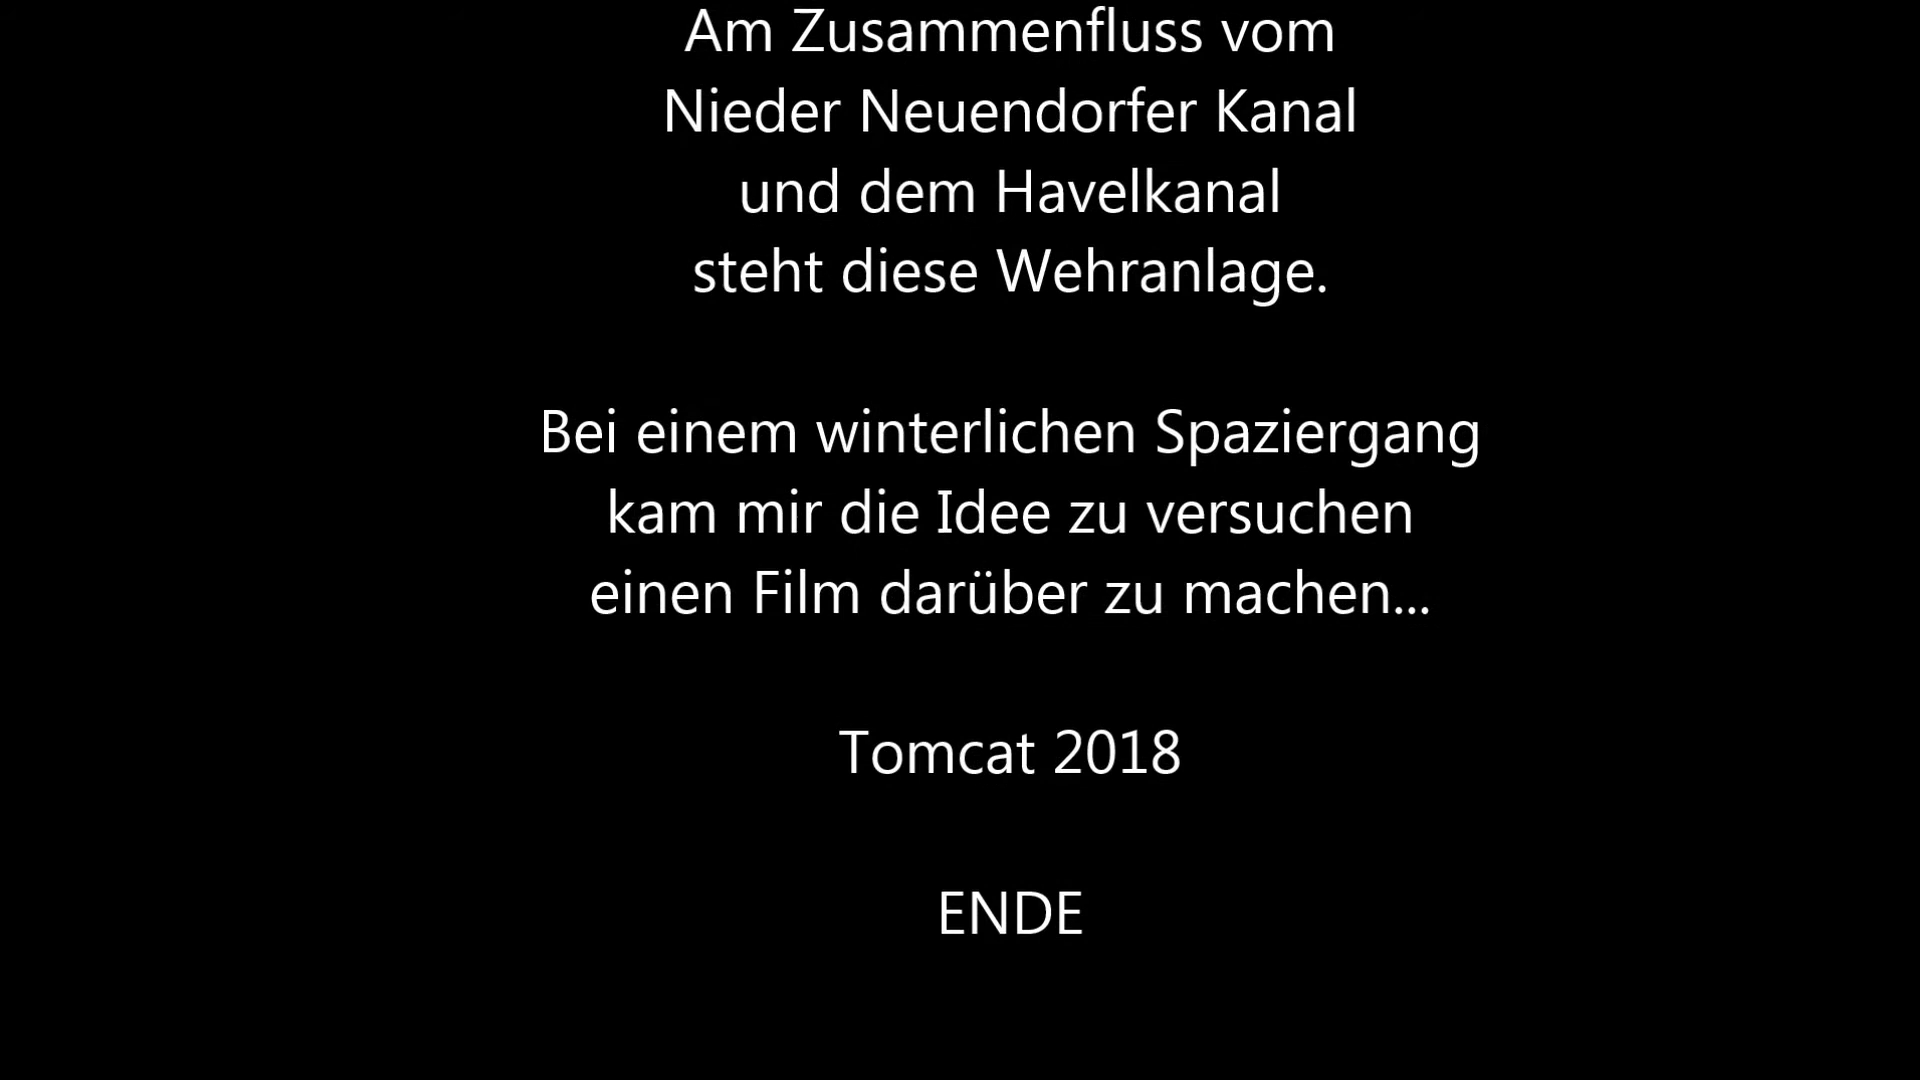 Am Zusammenfluss vom
Nieder Neuendorfer Kanal
und dem Havelkanal
steht diese Wehranlage.
Bei einem winterlichen Spaziergang
kam mir die Idee zu versuchen
einen Film darüber zu machen...
Tomcat 2018
ENDE